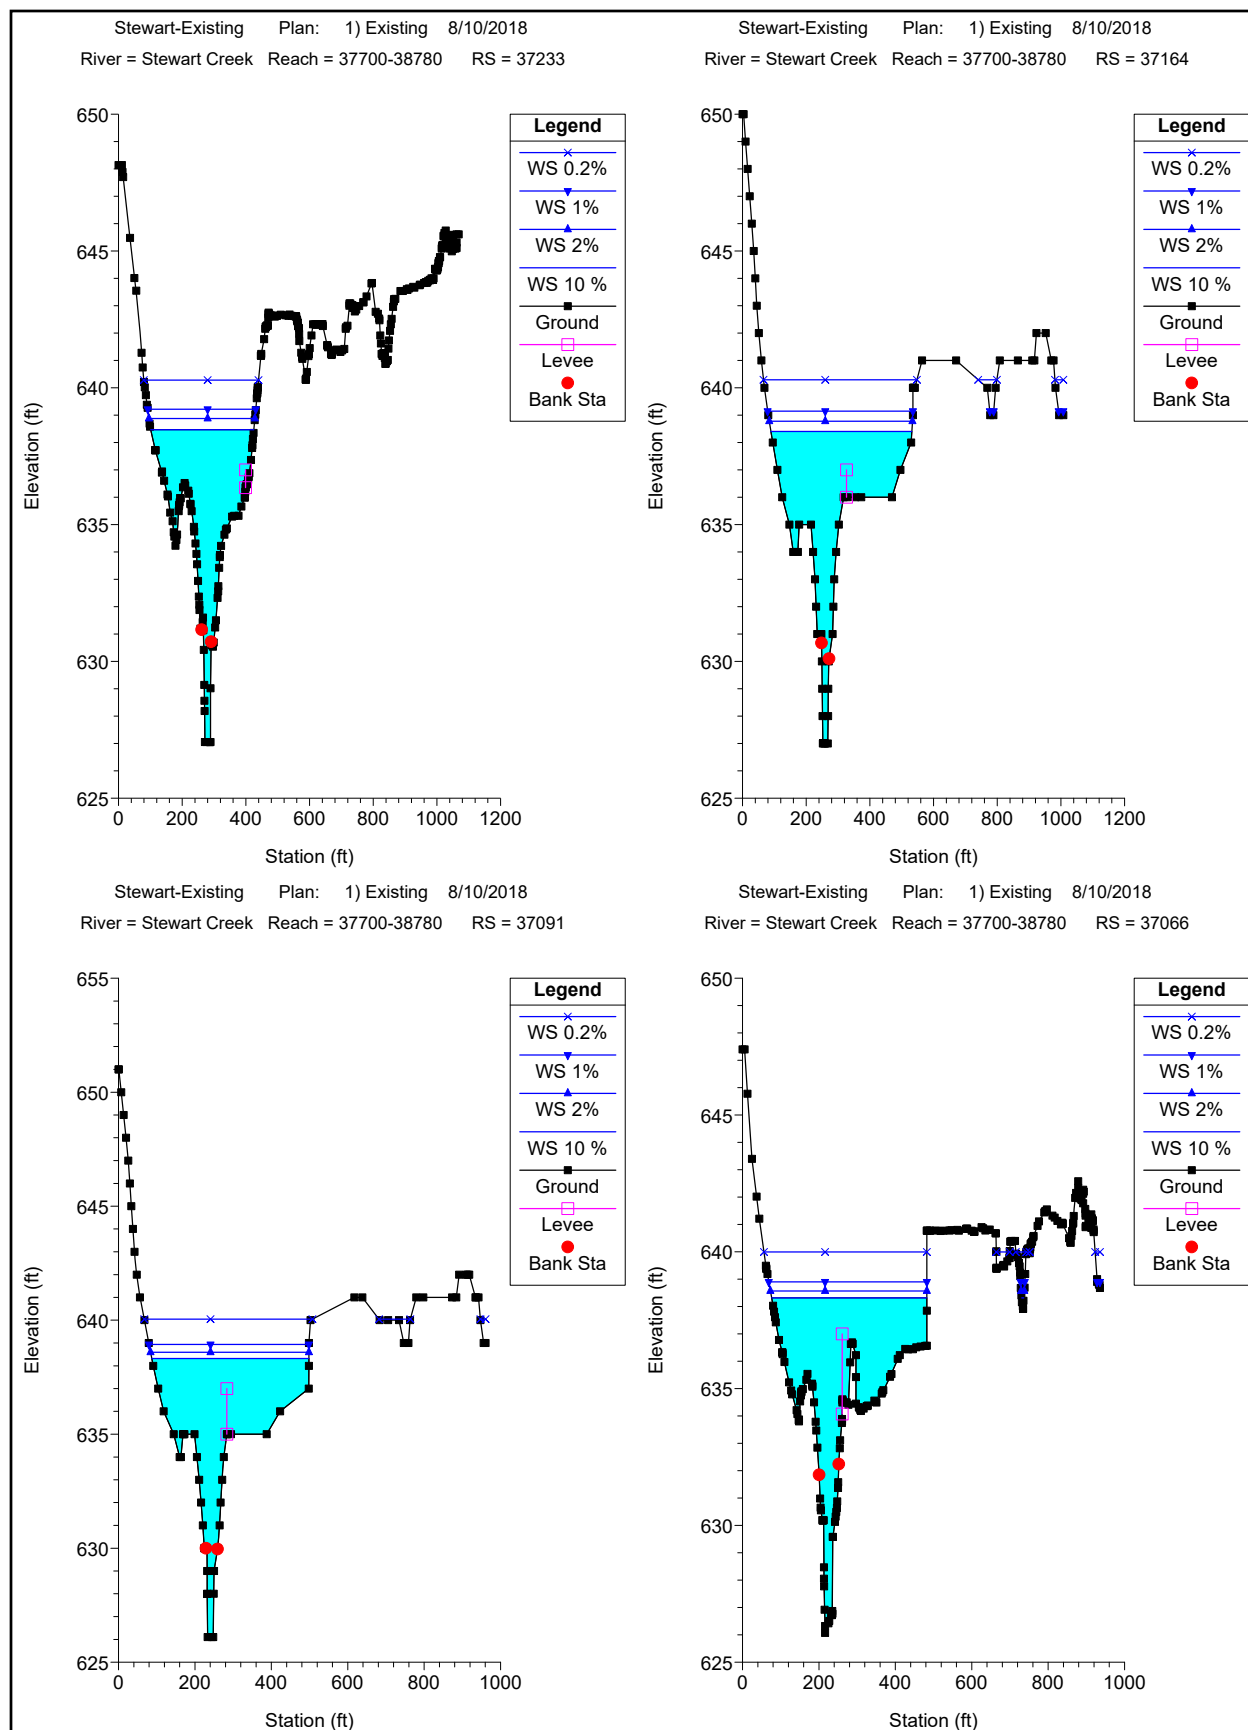 Stewart-Existing Plan: 1) Existing 8/10/2018
River = Stewart Creek Reach = 37700-38780 RS = 37233
650
645
640
635
630
625
0 200 400 600 800 1000 1200
Station (ft)
Elevation (ft)
Legend
WS 0.2%
WS 1%
WS 2%
WS 10 %
Ground
Levee
Bank Sta
Stewart-Existing Plan: 1) Existing 8/10/2018
River = Stewart Creek Reach = 37700-38780 RS = 37164
650
645
640
635
630
625
0 200 400 600 800 1000 1200
Station (ft)
Elevation (ft)
Legend
WS 0.2%
WS 1%
WS 2%
WS 10 %
Ground
Levee
Bank Sta
Stewart-Existing Plan: 1) Existing 8/10/2018
River = Stewart Creek Reach = 37700-38780 RS = 37091
655
650
645
640
635
630
625
0 200 400 600 800 1000
Station (ft)
Elevation (ft)
Legend
WS 0.2%
WS 1%
WS 2%
WS 10 %
Ground
Levee
Bank Sta
Stewart-Existing Plan: 1) Existing 8/10/2018
River = Stewart Creek Reach = 37700-38780 RS = 37066
650
645
640
635
630
625
0 200 400 600 800 1000
Station (ft)
Elevation (ft)
Legend
WS 0.2%
WS 1%
WS 2%
WS 10 %
Ground
Levee
Bank Sta